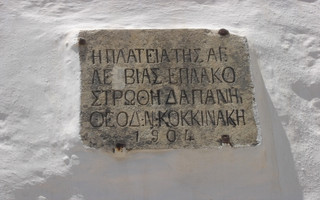 Η ΠΛΑΤΕΙΑ ΤΗΣ ΑΓ.
ΛΕ ΒΙΑΣ ΕΠΛΑΚΟ
ΣΤΡΩΘΗ ΔΑΠΑΝΗ,
ΘΕΟΔ.Ν.ΚΟΚΚΙΝΑΚΗ
1904